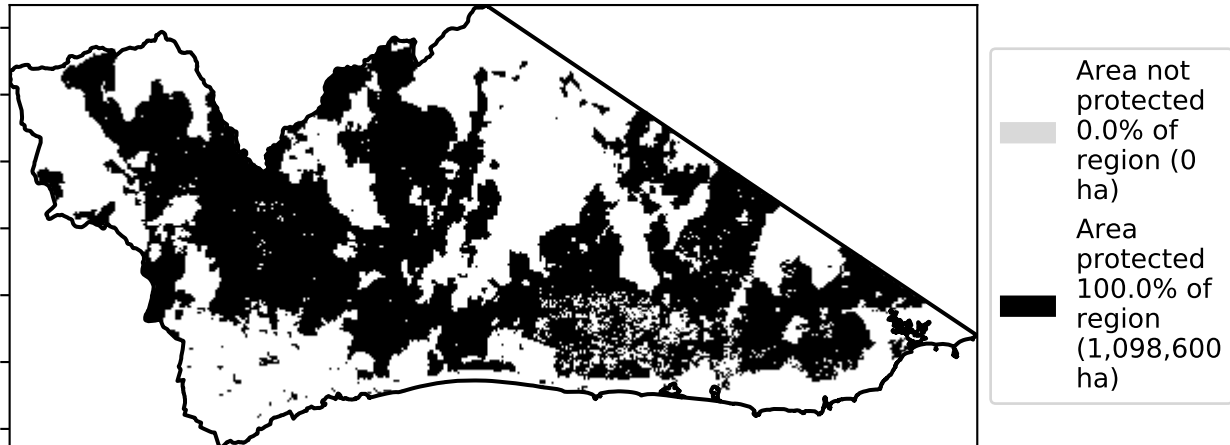 Area not
protected
0.0% of
region (0
ha)
Area
protected
100.0% of
region
(1,098,600
ha)